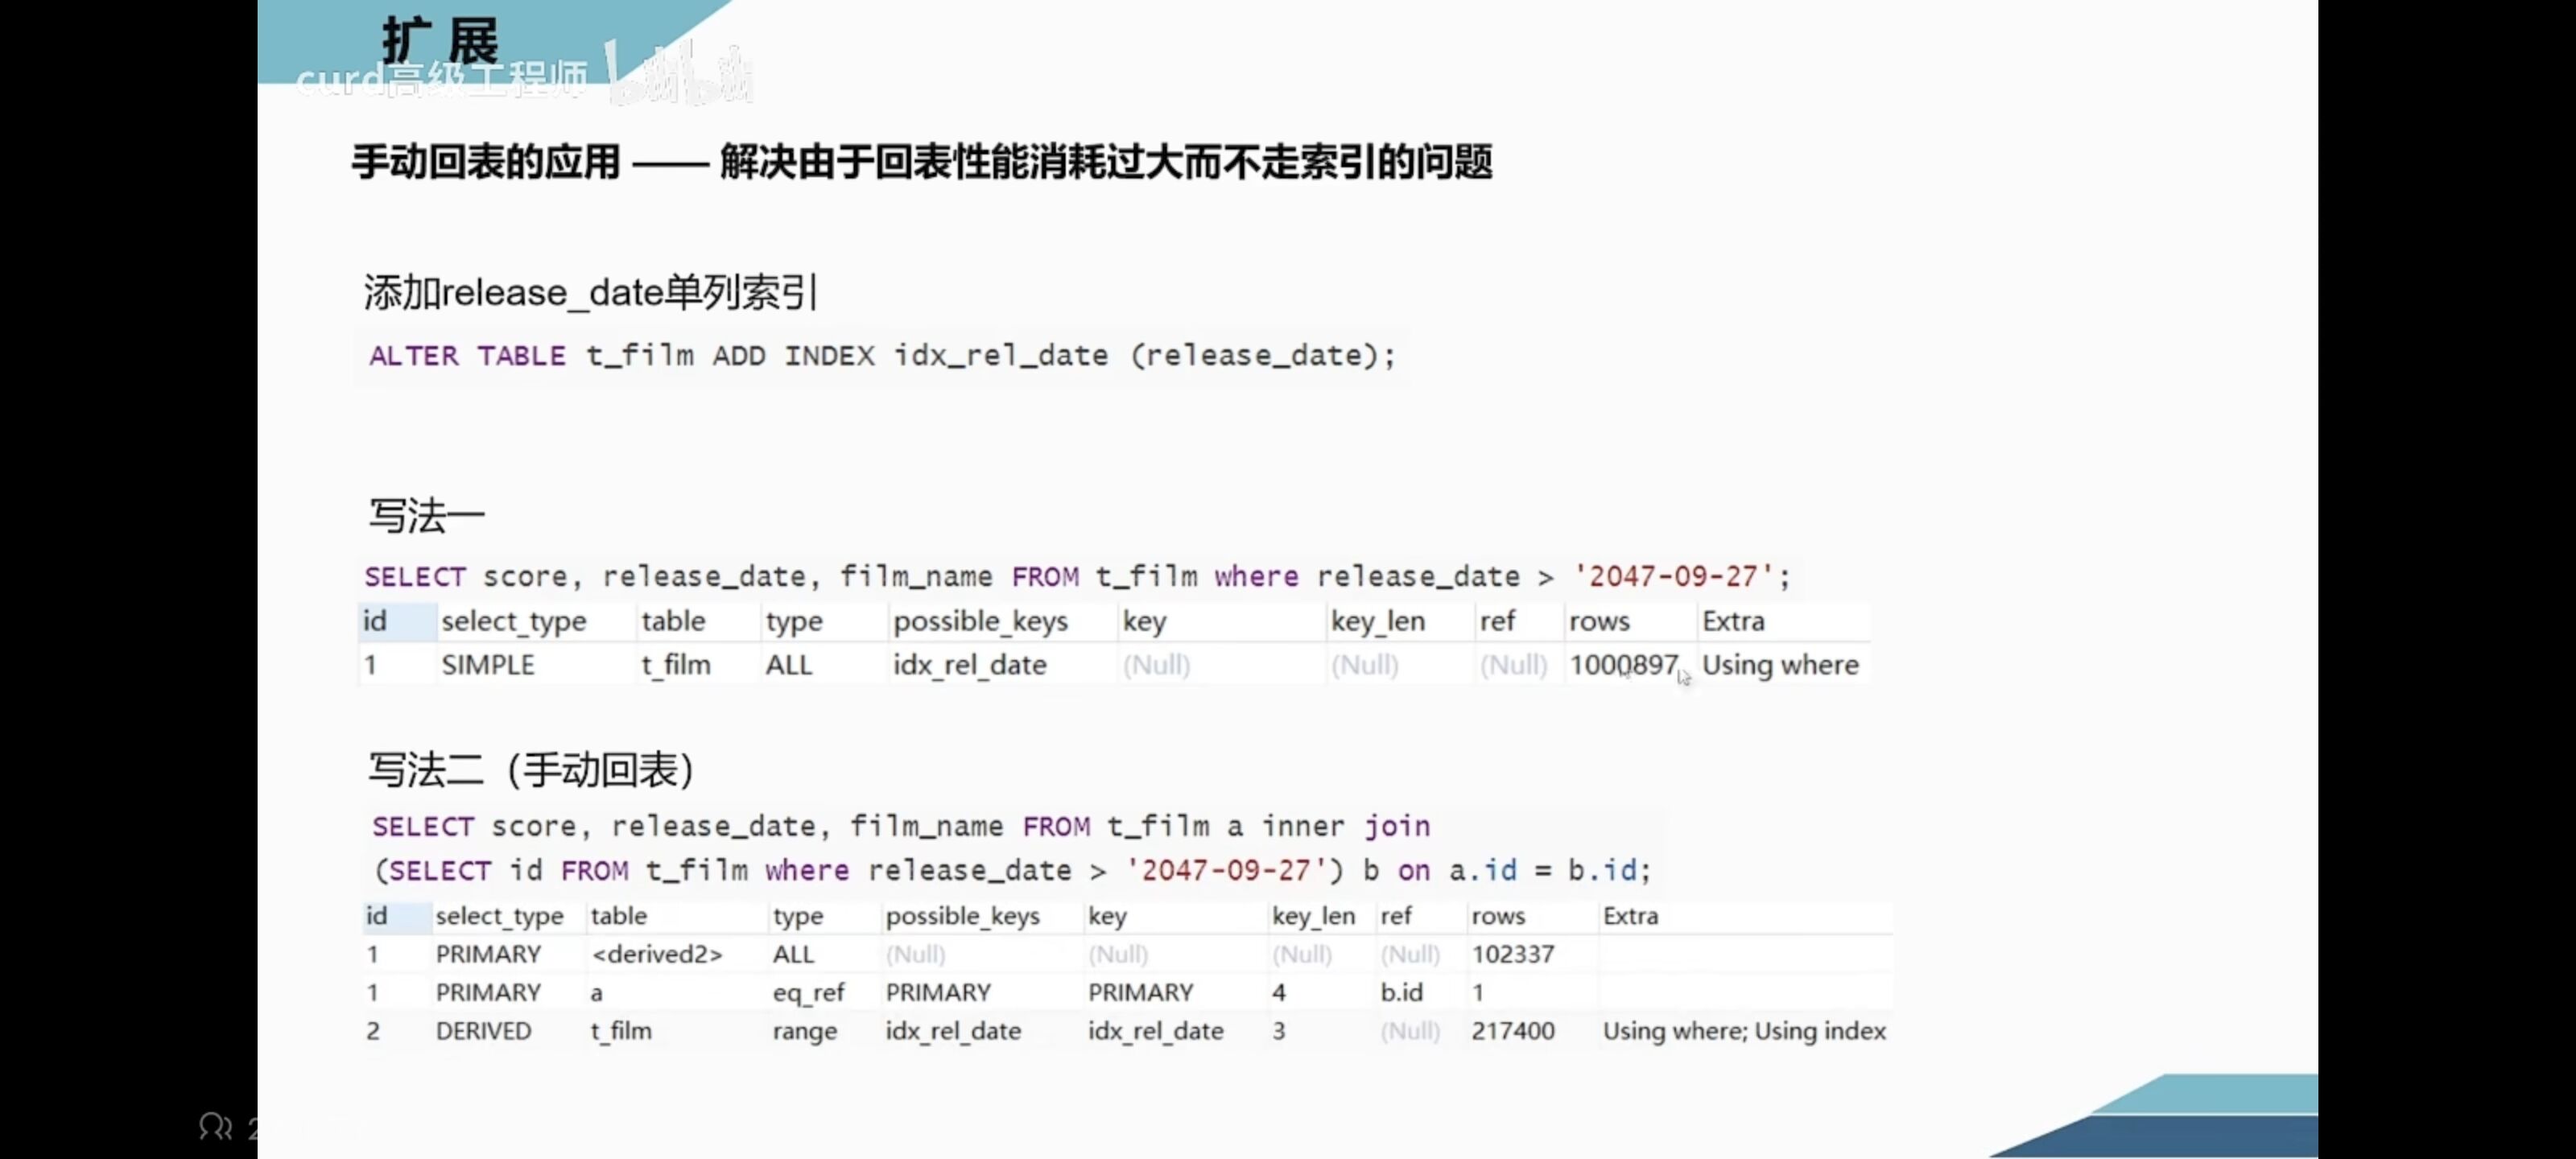 扩 展
curd高级工程师 bilibili
手动回表的应用 —— 解决由于回表性能消耗过大而不走索引的问题
添加release_date单列索引
ALTER TABLE t_film ADD INDEX idx_rel_date (release_date);
写法一
SELECT score, release_date, film_name FROM t_film where release_date > '2047-09-27';
id select_type table type possible_keys key key_len ref rows Extra
1 SIMPLE t_film ALL idx_rel_date (Null) (Null) (Null) 1000897 Using where
写法二（手动回表）
SELECT score, release_date, film_name FROM t_film a inner join
(SELECT id FROM t_film where release_date > '2047-09-27') b on a.id = b.id;
id select_type table type possible_keys key key_len ref rows Extra
1 PRIMARY <derived2> ALL (Null) (Null) (Null) (Null) 102337
1 PRIMARY a eq_ref PRIMARY PRIMARY 4 b.id 1
2 DERIVED t_film range idx_rel_date idx_rel_date 3 (Null) 217400 Using where; Using index